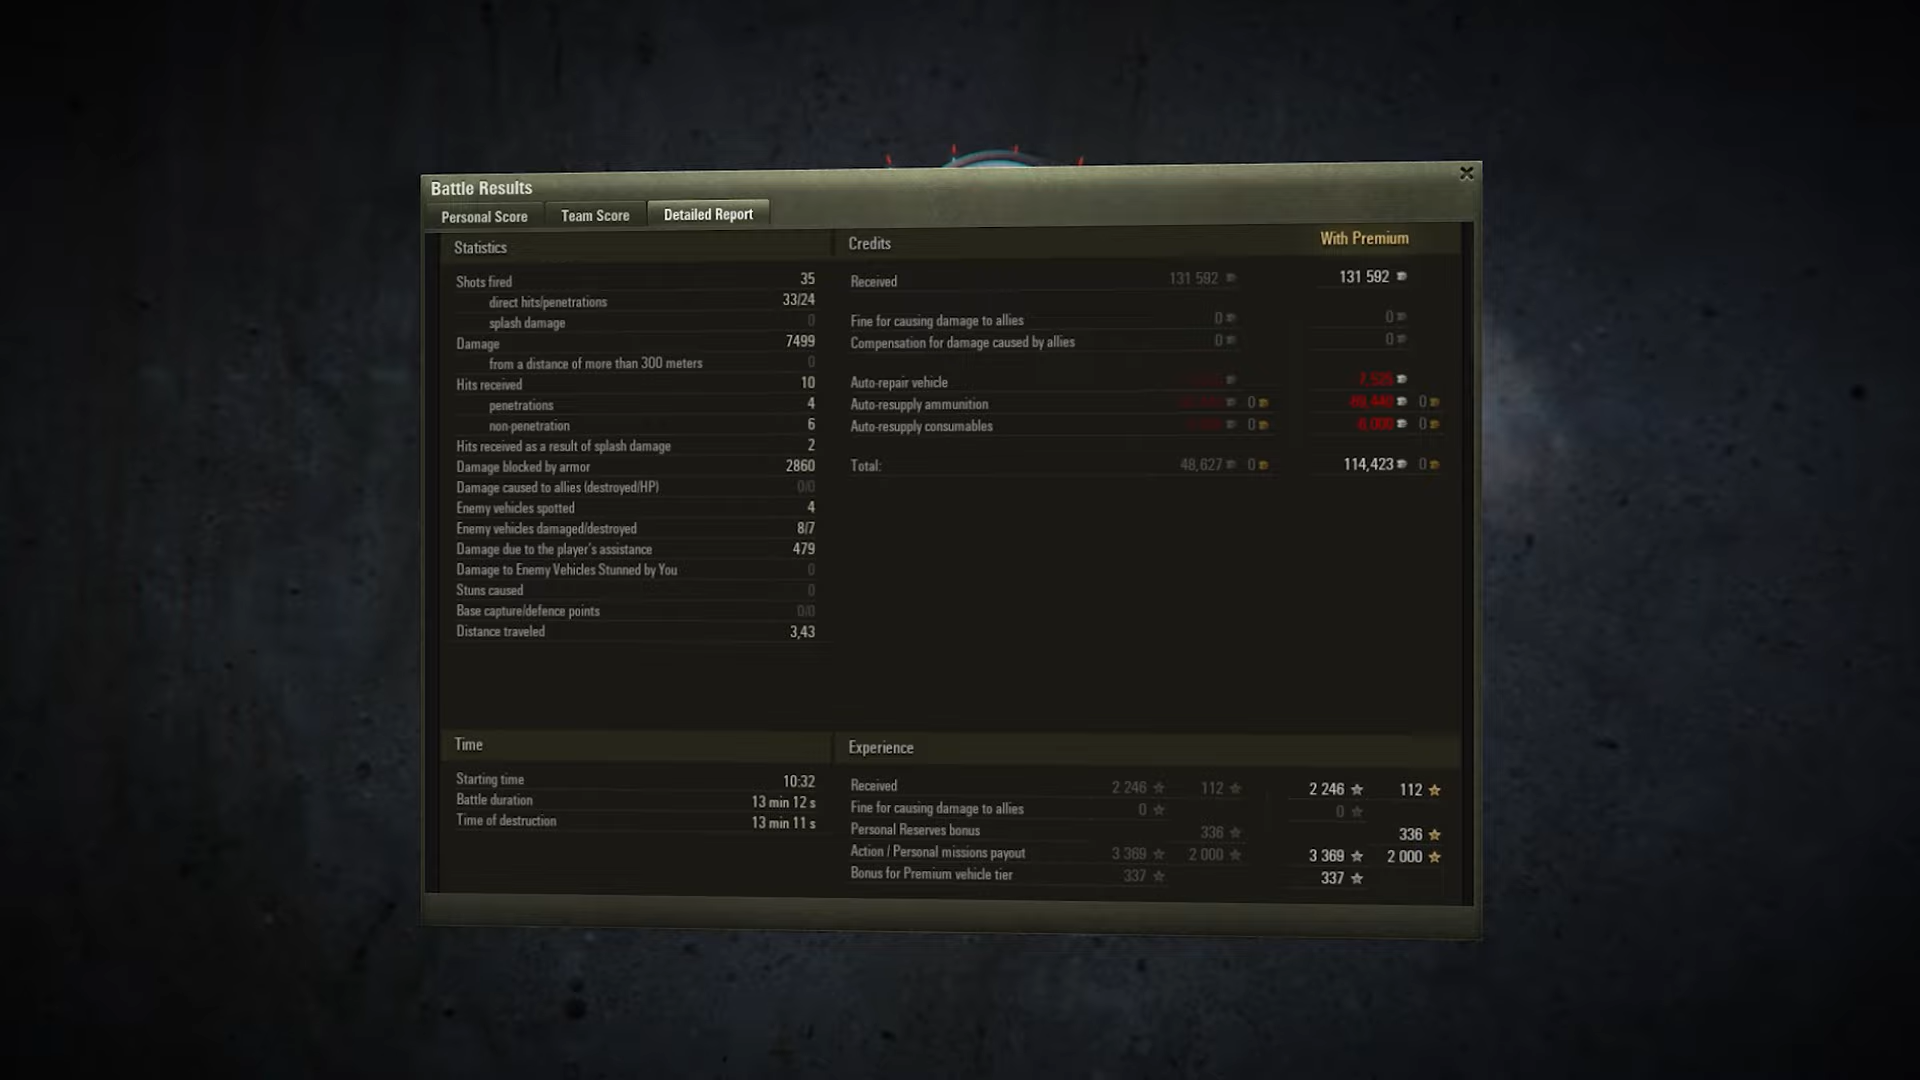 Battle Results
Personal Score Team Score Detailed Report
Statistics
Shots fired 35
direct hits/penetrations 33/24
splash damage 0
Damage 7499
from a distance of more than 300 meters 0
Hits received 10
penetrations 4
non-penetration 6
Hits received as a result of splash damage 2
Damage blocked by armor 2860
Damage caused to allies (destroyed/HP) 0/0
Enemy vehicles spotted 4
Enemy vehicles damaged/destroyed 8/7
Damage due to the player's assistance 479
Damage to Enemy Vehicles Stunned by You 0
Stuns caused 0
Base capture/defence points 0/0
Distance traveled 3,43
Credits With Premium
Received 131 592 131 592
Fine for causing damage to allies 0 0
Compensation for damage caused by allies 0 0
Auto-repair vehicle
Auto-resupply ammunition 0 0
Auto-resupply consumables 0 0
Total: 48,627 0 114,423 0
Time
Starting time 10:32
Battle duration 13 min 12 s
Time of destruction 13 min 11 s
Experience
Received 2 246 112 2 246 112
Fine for causing damage to allies 0 0
Personal Reserves bonus 336 336
Action / Personal missions payout 3 369 2 000 3 369 2 000
Bonus for Premium vehicle tier 337 337